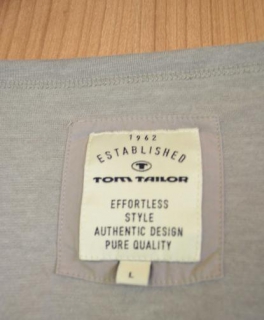 1962
ESTABLISHED
TOM TAILOR
EFFORTLESS
STYLE
AUTHENTIC DESIGN
PURE QUALITY
L